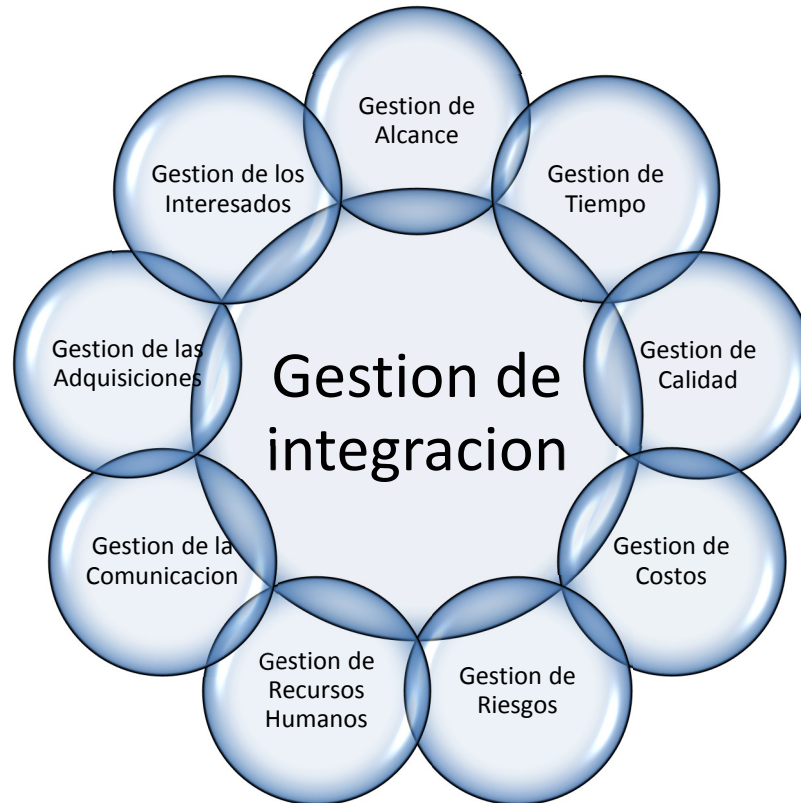 Gestion de
Alcance
Gestion de
Tiempo
Gestion de
Calidad
Gestion de
Costos
Gestion de
Riesgos
Gestion de
Recursos
Humanos
Gestion de la
Comunicacion
Gestion de las
Adquisiciones
Gestion de los
Interesados
Gestion de
integracion